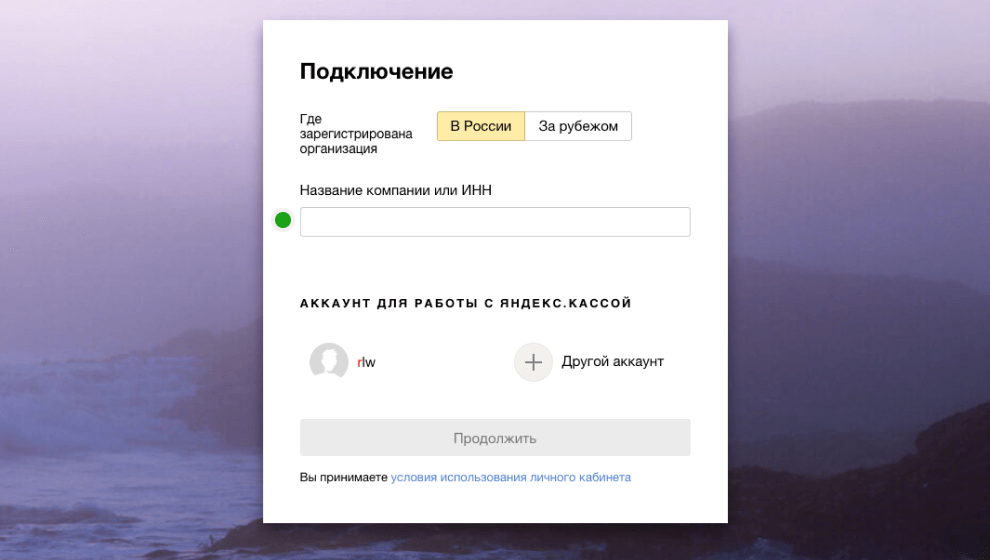 Подключение
Где
зарегистрирована
организация
В России
За рубежом
Название компании или ИНН
АККАУНТ ДЛЯ РАБОТЫ С ЯНДЕКС.КАССОЙ
rlw
Другой аккаунт
Продолжить
Вы принимаете условия использования личного кабинета